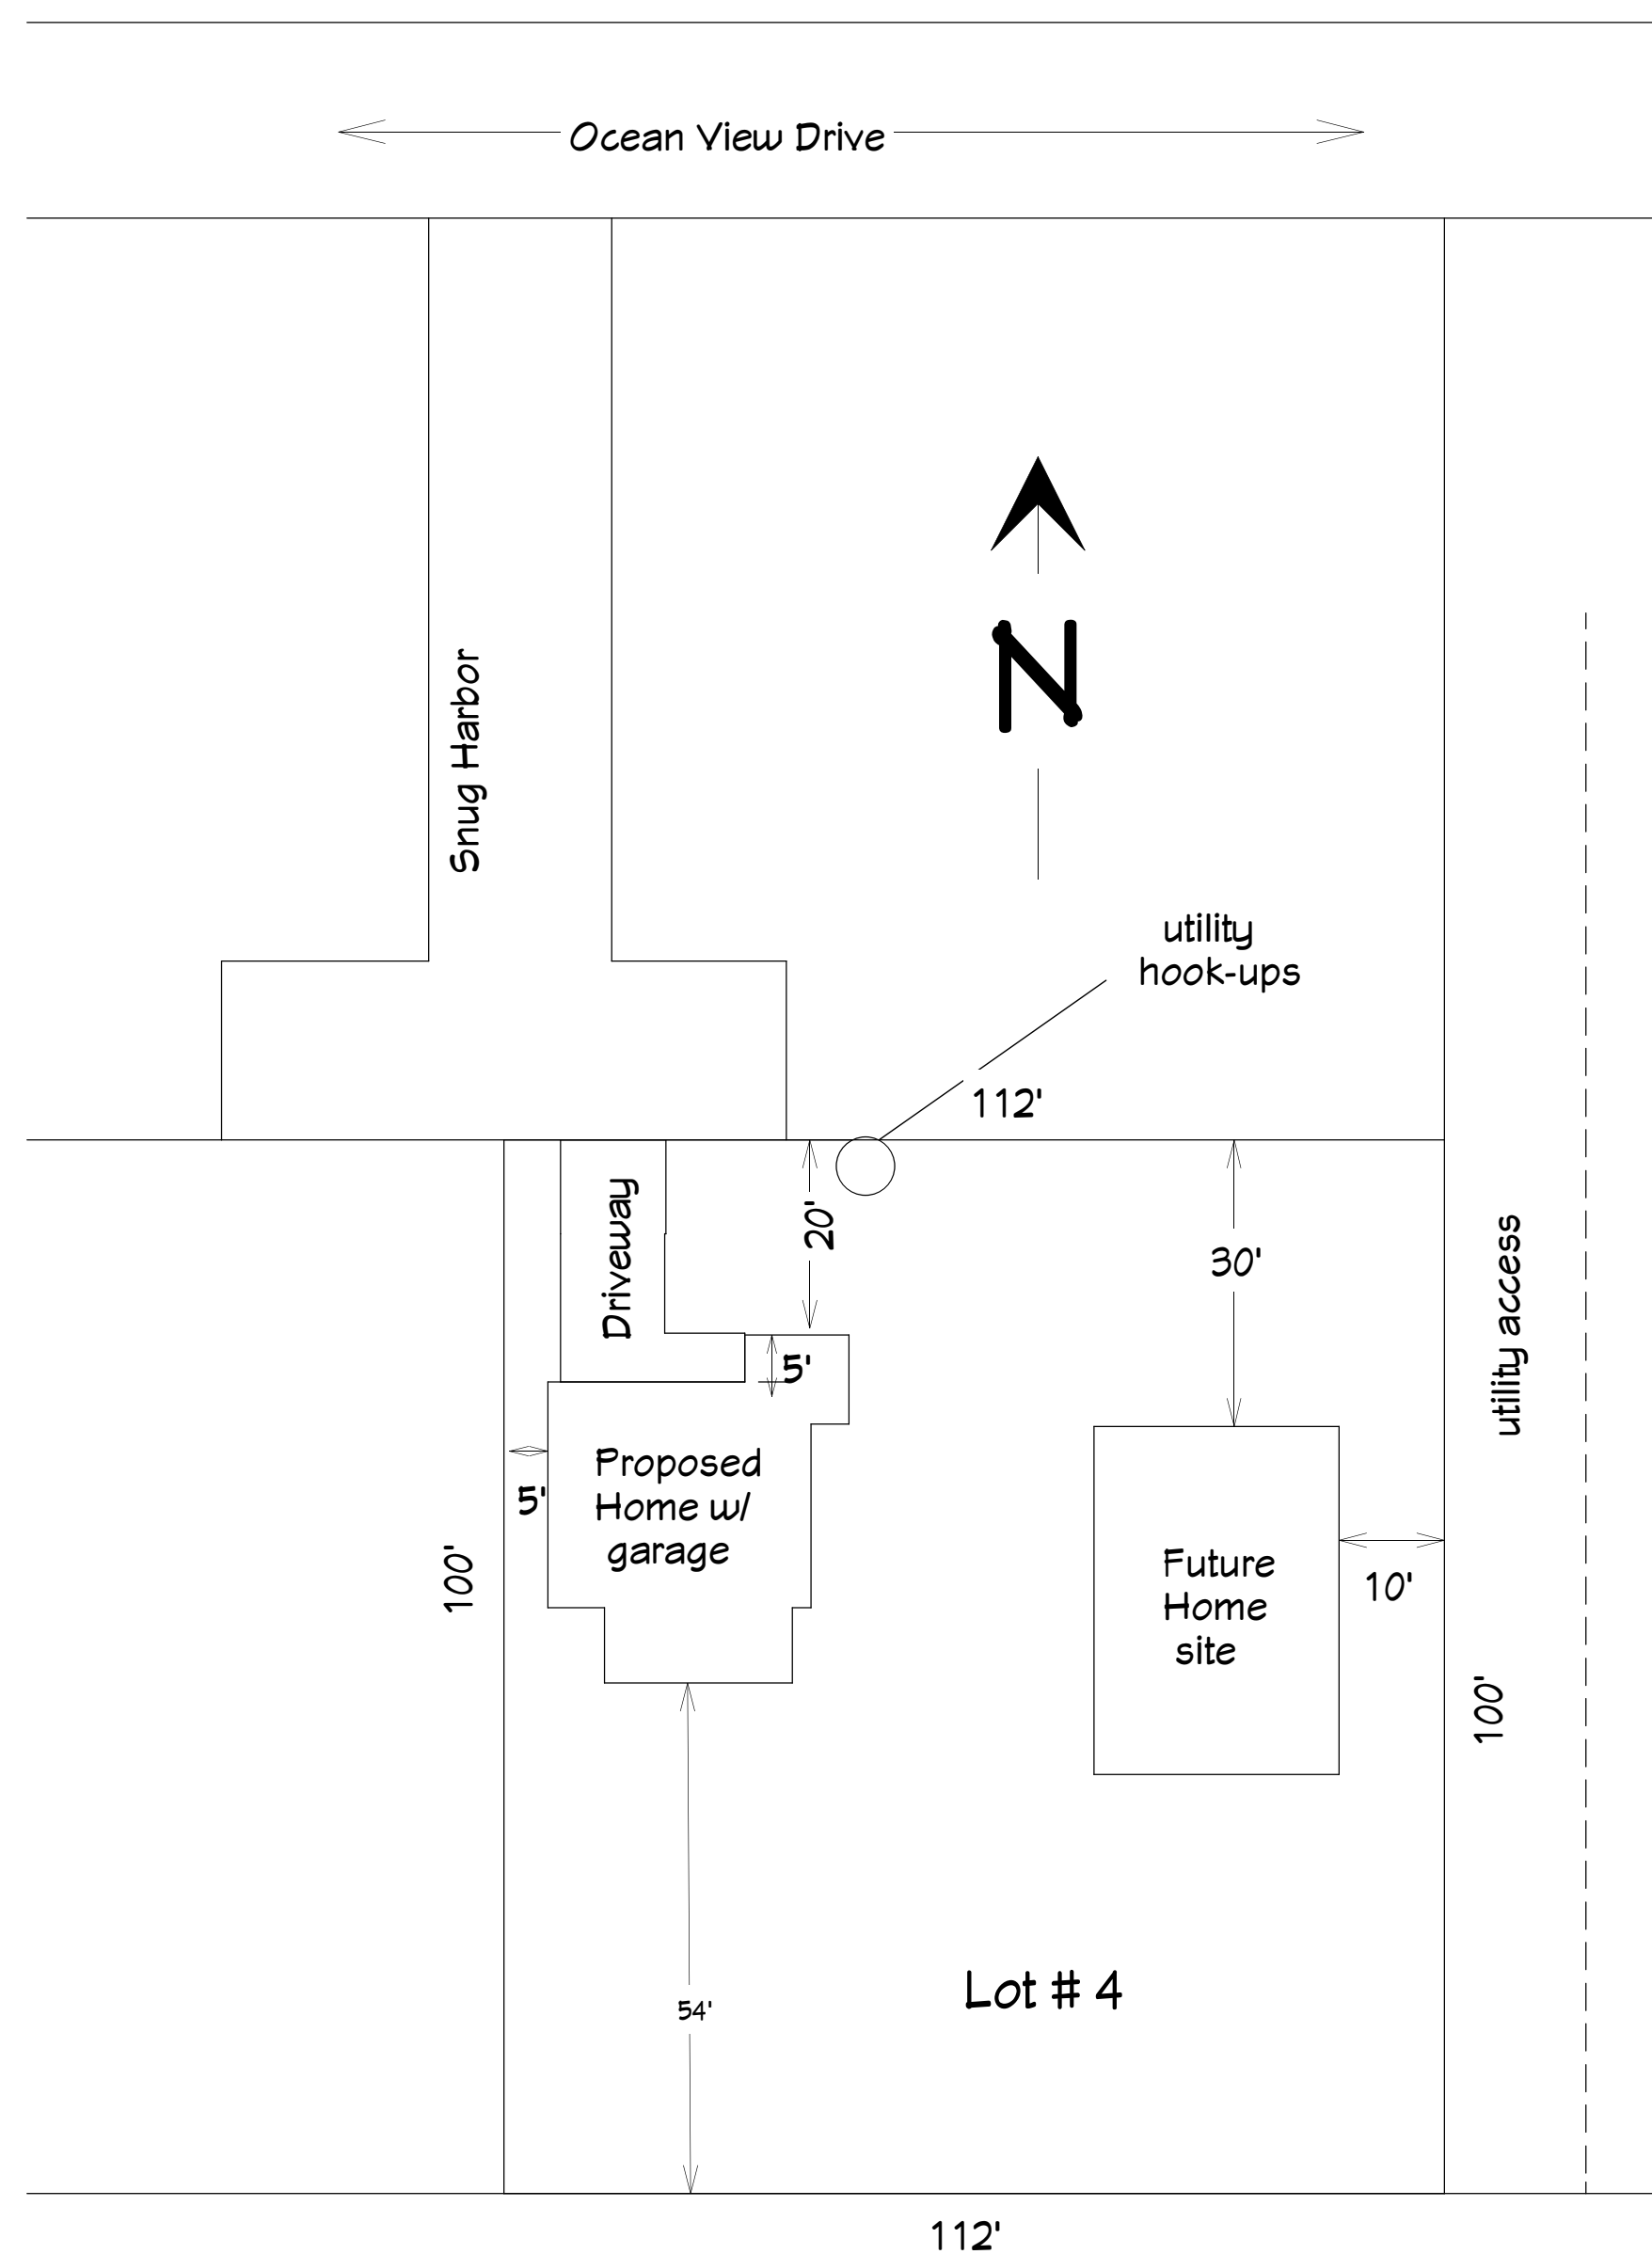 Ocean View Drive
N
Snug Harbor
utility
hook-ups
112'
Driveway
20'
30'
5'
utility access
Proposed
Home w/
garage
5'
100'
Future
Home
site
10'
100'
Lot # 4
54'
112'